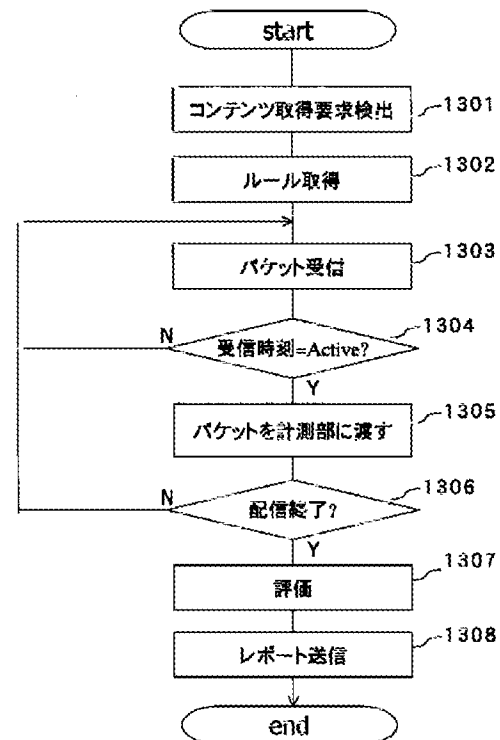 start
コンテンツ取得要求検出
1301
ルール取得
1302
パケット受信
1303
N
受信時刻=Active?
1304
Y
パケットを計測部に渡す
1305
N
配信終了?
1306
Y
評価
1307
レポート送信
1308
end